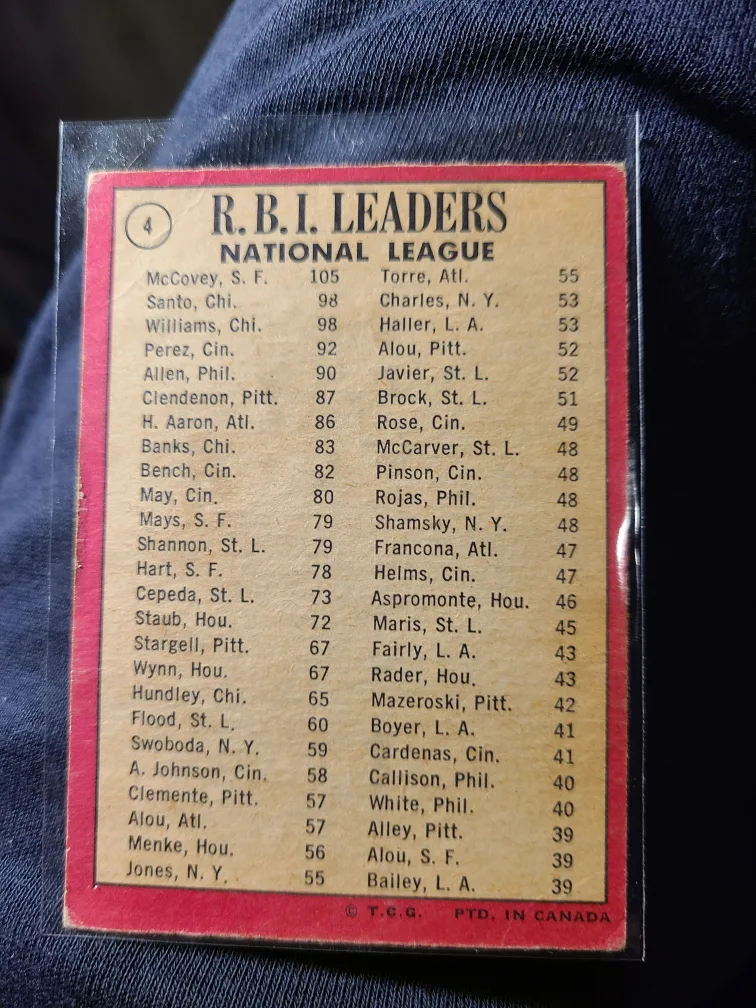 4
R.B.I. LEADERS
NATIONAL LEAGUE
McCovey, S. F. 105 Torre, Atl. 55
Santo, Chi. 98 Charles, N. Y. 53
Williams, Chi. 98 Haller, L. A. 53
Perez, Cin. 92 Alou, Pitt. 52
Allen, Phil. 90 Javier, St. L. 52
Clendenon, Pitt. 87 Brock, St. L. 51
H. Aaron, Atl. 86 Rose, Cin. 49
Banks, Chi. 83 McCarver, St. L. 48
Bench, Cin. 82 Pinson, Cin. 48
May, Cin. 80 Rojas, Phil. 48
Mays, S. F. 79 Shamsky, N. Y. 48
Shannon, St. L. 79 Francona, Atl. 47
Hart, S. F. 78 Helms, Cin. 47
Cepeda, St. L. 73 Aspromonte, Hou. 46
Staub, Hou. 72 Maris, St. L. 45
Stargell, Pitt. 67 Fairly, L. A. 43
Wynn, Hou. 67 Rader, Hou. 43
Hundley, Chi. 65 Mazeroski, Pitt. 42
Flood, St. L. 60 Boyer, L. A. 41
Swoboda, N. Y. 59 Cardenas, Cin. 41
A. Johnson, Cin. 58 Callison, Phil. 40
Clemente, Pitt. 57 White, Phil. 40
Alou, Atl. 57 Alley, Pitt. 39
Menke, Hou. 56 Alou, S. F. 39
Jones, N. Y. 55 Bailey, L. A. 39
© T.C.G. PTD. IN CANADA